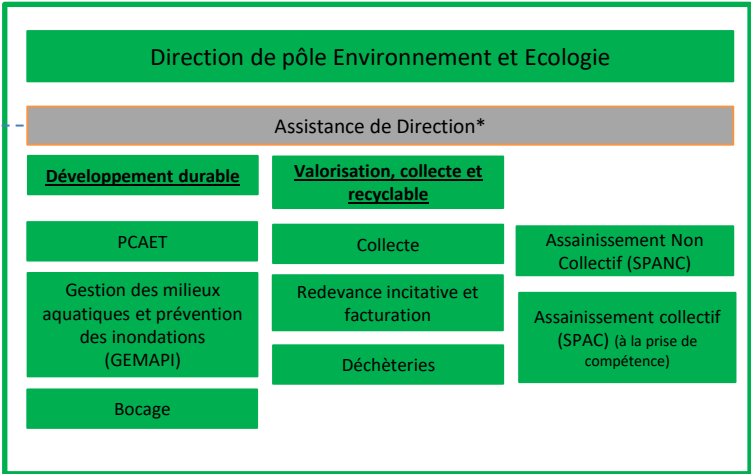 Direction de pôle Environnement et Ecologie
Assistance de Direction*
Développement durable
PCAET
Gestion des milieux
aquatiques et prévention
des inondations
(GEMAPI)
Bocage
Valorisation, collecte et
recyclable
Collecte
Redevance incitative et
facturation
Déchèteries
Assainissement Non
Collectif (SPANC)
Assainissement collectif
(SPAC) (à la prise de
compétence)